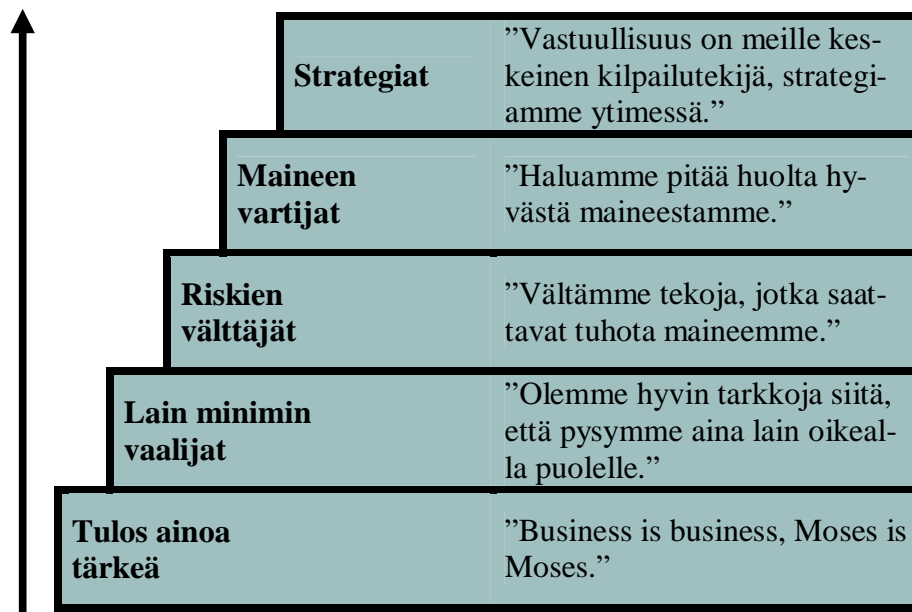 Strategiat
”Vastuullisuus on meille kes-
keinen kilpailutekijä, strategi-
amme ytimessä.”
Maineen
vartijat
”Haluamme pitää huolta hy-
västä maineestamme.”
Riskien
välttäjät
”Vältämme tekoja, jotka saat-
tavat tuhota maineemme.”
Lain minimin
vaalijat
”Olemme hyvin tarkkoja siitä,
että pysymme aina lain oikeal-
la puolelle.”
Tulos ainoa
tärkeä
”Business is business, Moses is
Moses.”